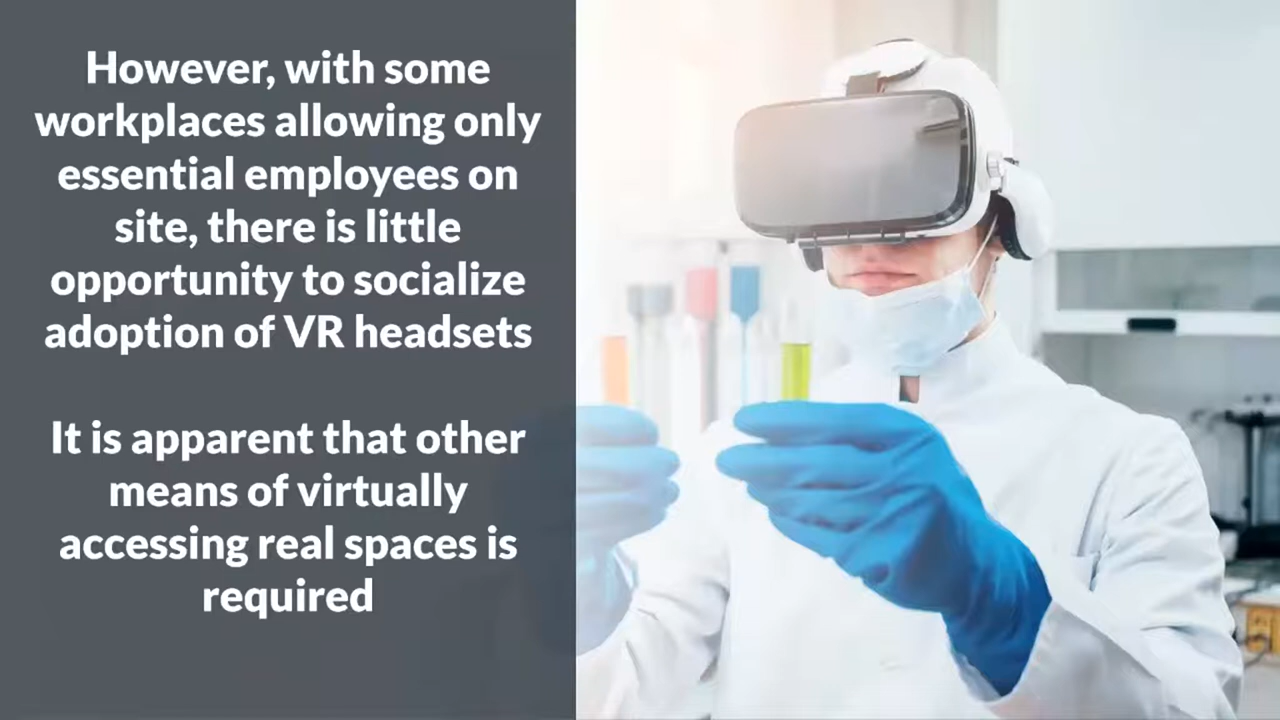 However, with some
workplaces allowing only
essential employees on
site, there is little
opportunity to socialize
adoption of VR headsets
It is apparent that other
means of virtually
accessing real spaces is
required